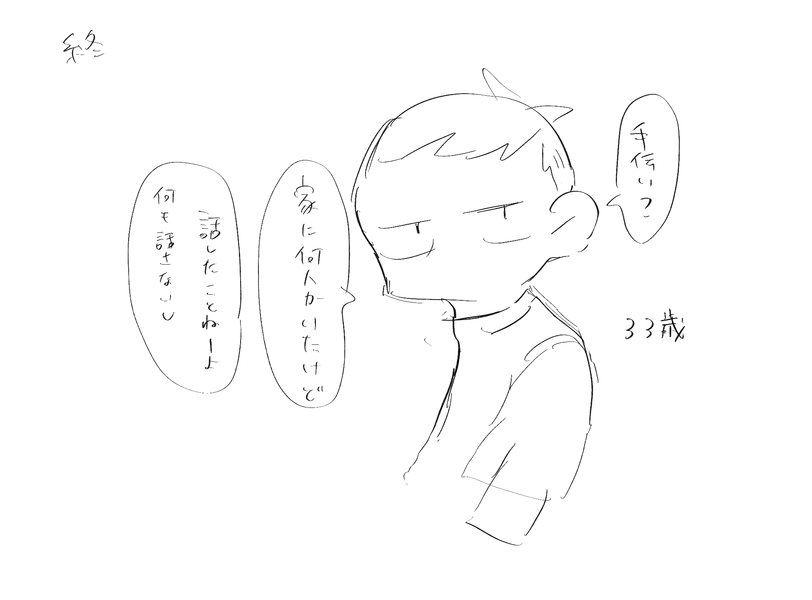 手伝い？
家に何人かいたけど
話したことねーよ
何も話さないし
33歳
終